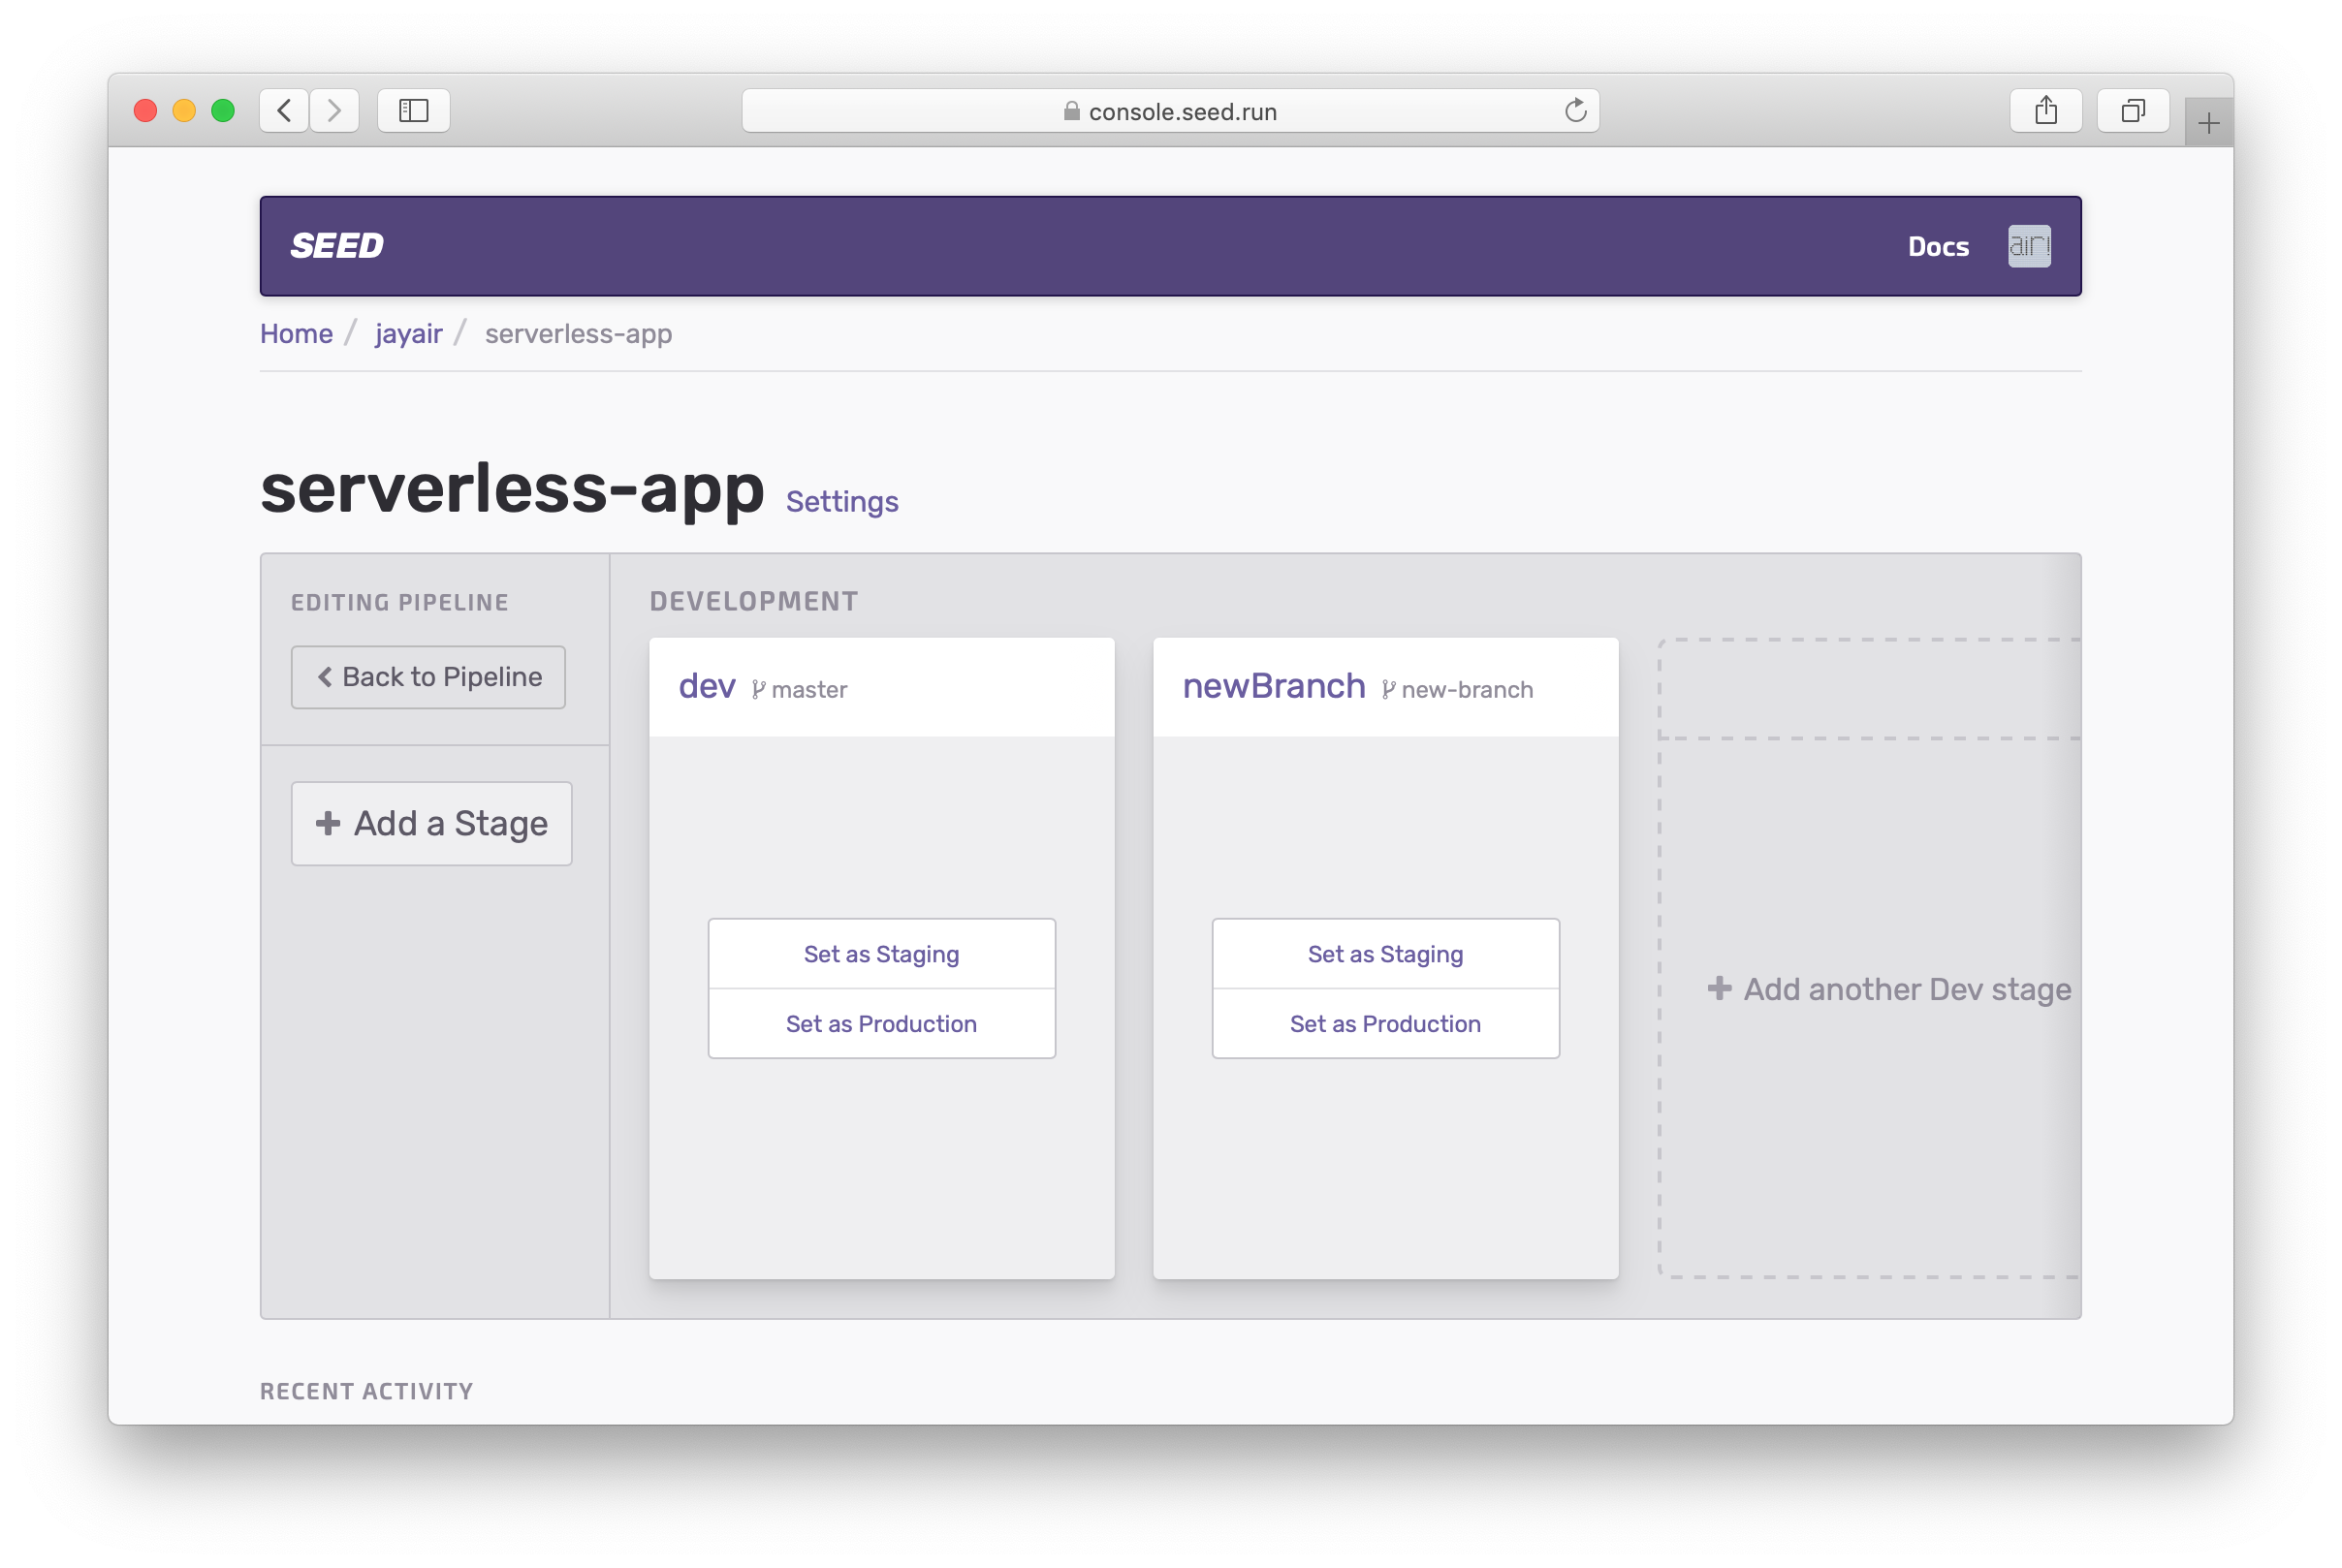 console.seed.run
SEED
Docs
Home / jayair / serverless-app
serverless-app Settings
EDITING PIPELINE
Back to Pipeline
Add a Stage
DEVELOPMENT
dev master
newBranch new-branch
Set as Staging
Set as Production
Set as Staging
Set as Production
Add another Dev stage
RECENT ACTIVITY